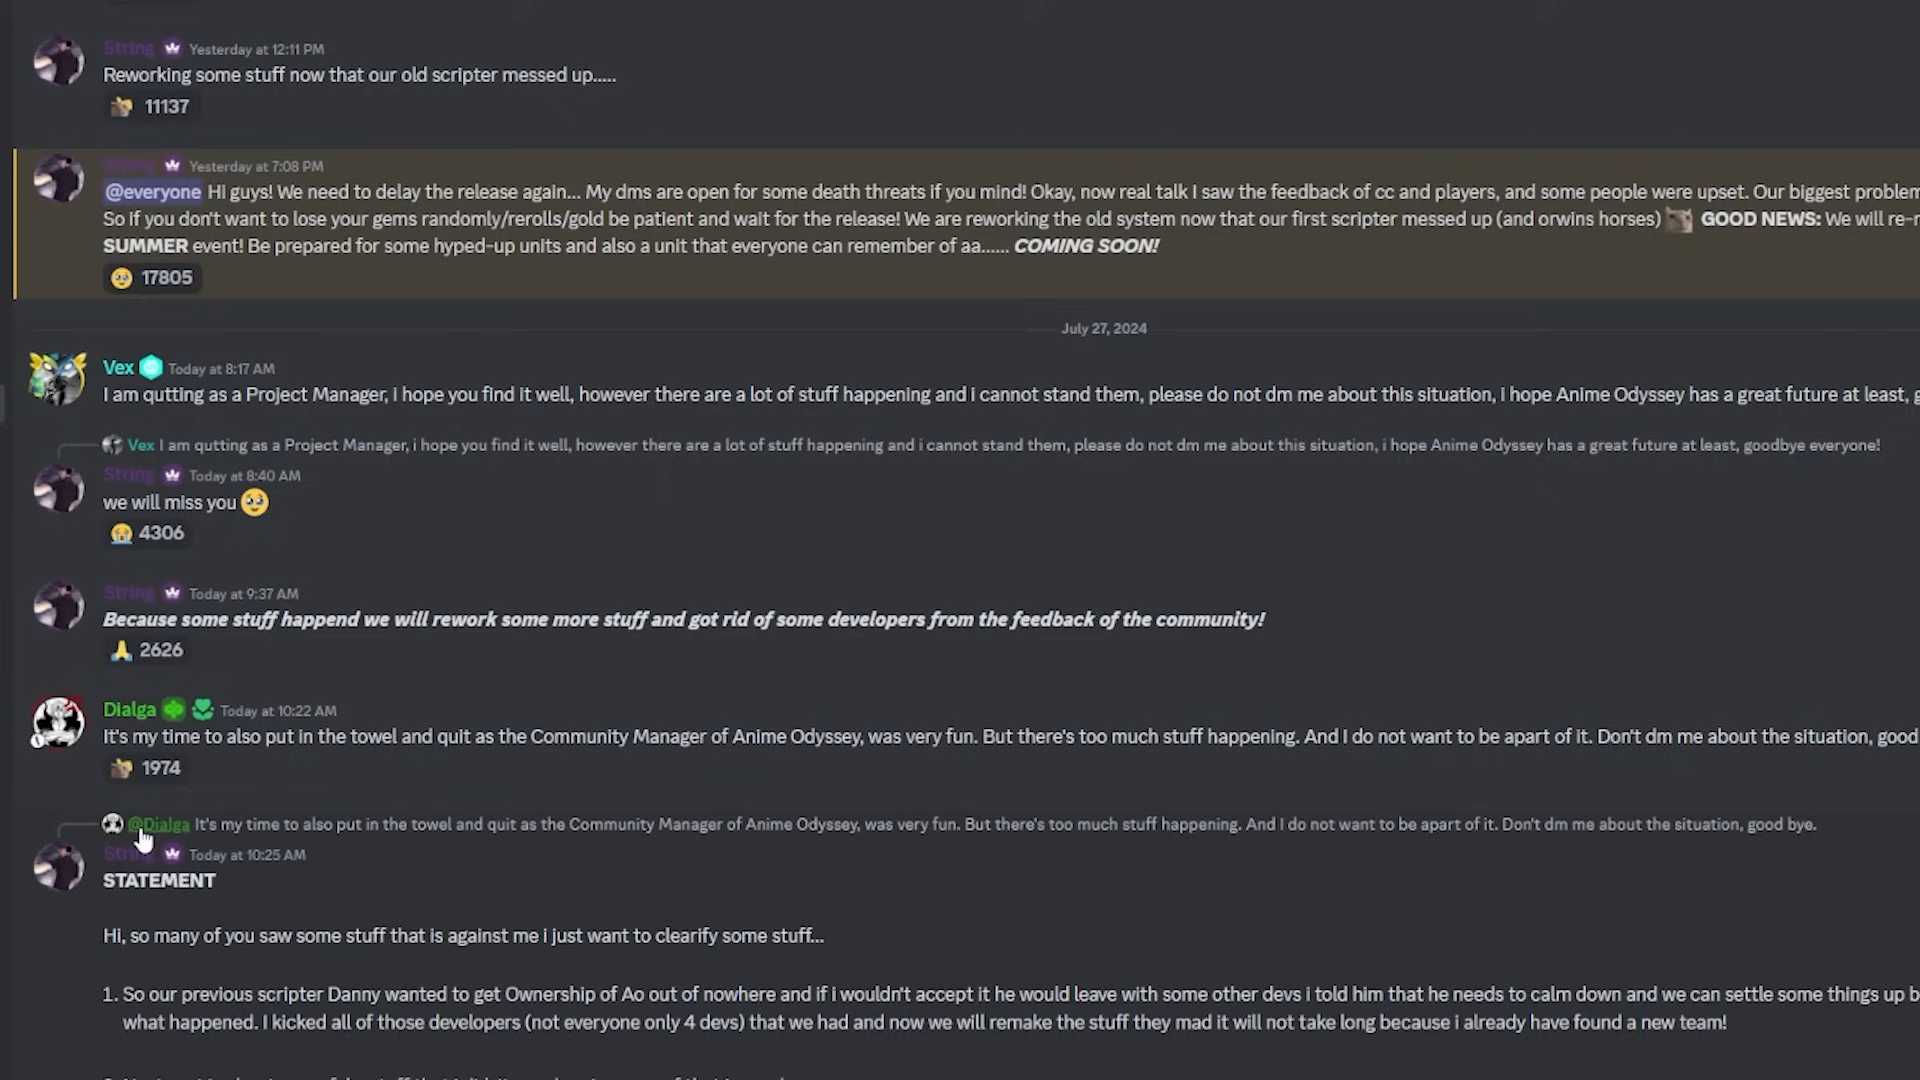 String Yesterday at 12:11 PM
Reworking some stuff now that our old scripter messed up.....
11137
String Yesterday at 7:08 PM
@everyone Hi guys! We need to delay the release again... My dms are open for some death threats if you mind! Okay, now real talk I saw the feedback of cc and players, and some people were upset. Our biggest problem
So if you don't want to lose your gems randomly/rerolls/gold be patient and wait for the release! We are reworking the old system now that our first scripter messed up (and orwins horses) GOOD NEWS: We will re-r
SUMMER event! Be prepared for some hyped-up units and also a unit that everyone can remember of aa...... COMING SOON!
17805
July 27, 2024
Vex Today at 8:17 AM
I am qutting as a Project Manager, i hope you find it well, however there are a lot of stuff happening and i cannot stand them, please do not dm me about this situation, i hope Anime Odyssey has a great future at least, g
Vex I am qutting as a Project Manager, i hope you find it well, however there are a lot of stuff happening and i cannot stand them, please do not dm me about this situation, i hope Anime Odyssey has a great future at least, goodbye everyone!
String Today at 8:40 AM
we will miss you
4306
String Today at 9:37 AM
Because some stuff happend we will rework some more stuff and got rid of some developers from the feedback of the community!
2626
Dialga Today at 10:22 AM
It's my time to also put in the towel and quit as the Community Manager of Anime Odyssey, was very fun. But there's too much stuff happening. And I do not want to be apart of it. Don't dm me about the situation, good
1974
@Dialga It's my time to also put in the towel and quit as the Community Manager of Anime Odyssey, was very fun. But there's too much stuff happening. And I do not want to be apart of it. Don't dm me about the situation, good bye.
String Today at 10:25 AM
STATEMENT
Hi, so many of you saw some stuff that is against me i just want to clearify some stuff...
1. So our previous scripter Danny wanted to get Ownership of Ao out of nowhere and if i wouldn't accept it he would leave with some other devs i told him that he needs to calm down and we can settle some things up b
what happened. I kicked all of those developers (not everyone only 4 devs) that we had and now we will remake the stuff they mad it will not take long because i already have found a new team!